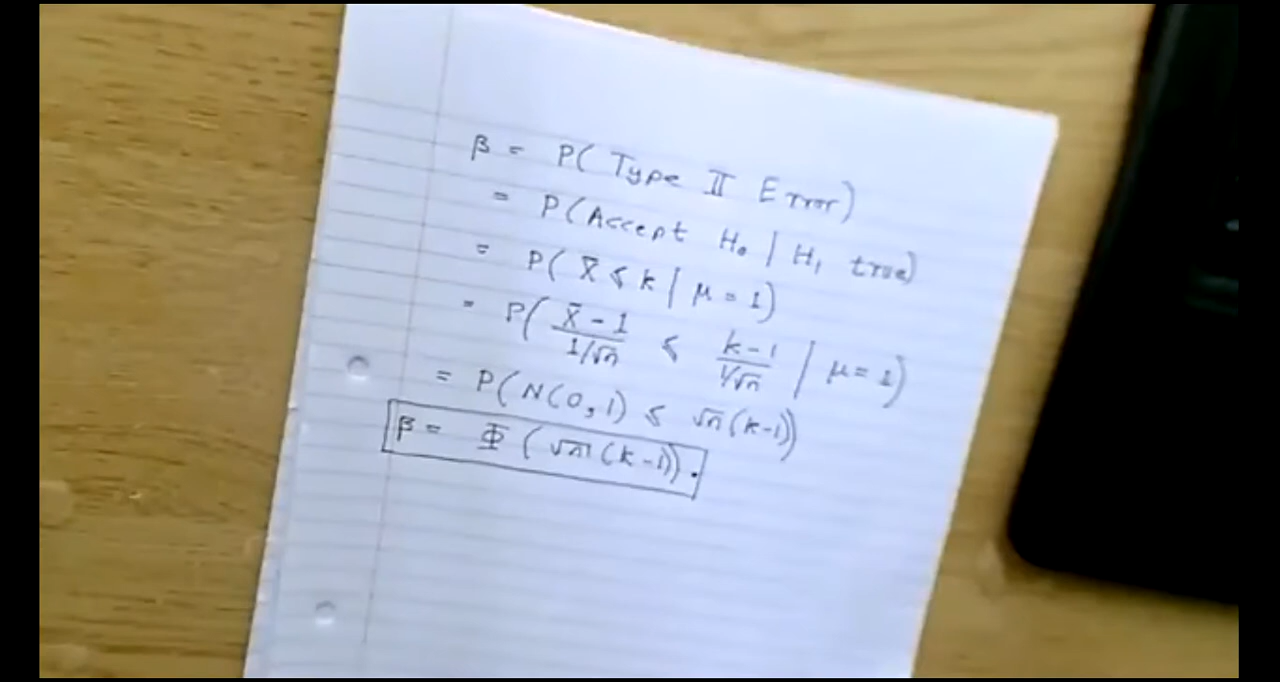 β = P( Type II Error)
= P(Accept H₀ | H₁ true)
= P( X̄ ≤ k | μ = 1)
= P( (X̄ - 1)/(1/√n) ≤ (k-1)/(1/√n) | μ = 1)
= P( N(0,1) ≤ √n (k-1))
β = Φ ( √n (k-1)).